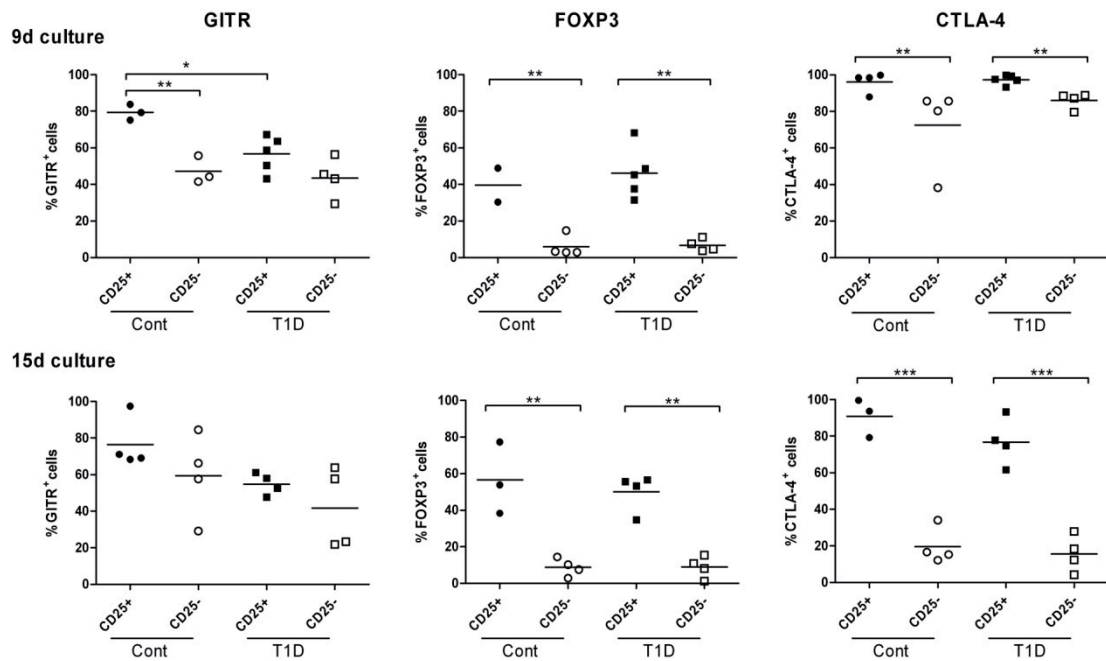 GITR FOXP3 CTLA-4
9d culture
* ** ** ** ** **
%GITR+ cells
100
80
60
40
20
0
CD25+ CD25- CD25+ CD25-
Cont T1D
%FOXP3+ cells
100
80
60
40
20
0
CD25+ CD25- CD25+ CD25-
Cont T1D
%CTLA-4+ cells
100
80
60
40
20
0
CD25+ CD25- CD25+ CD25-
Cont T1D
15d culture
%GITR+ cells
100
80
60
40
20
0
CD25+ CD25- CD25+ CD25-
Cont T1D
** **
%FOXP3+ cells
100
80
60
40
20
0
CD25+ CD25- CD25+ CD25-
Cont T1D
*** ***
%CTLA-4+ cells
100
80
60
40
20
0
CD25+ CD25- CD25+ CD25-
Cont T1D